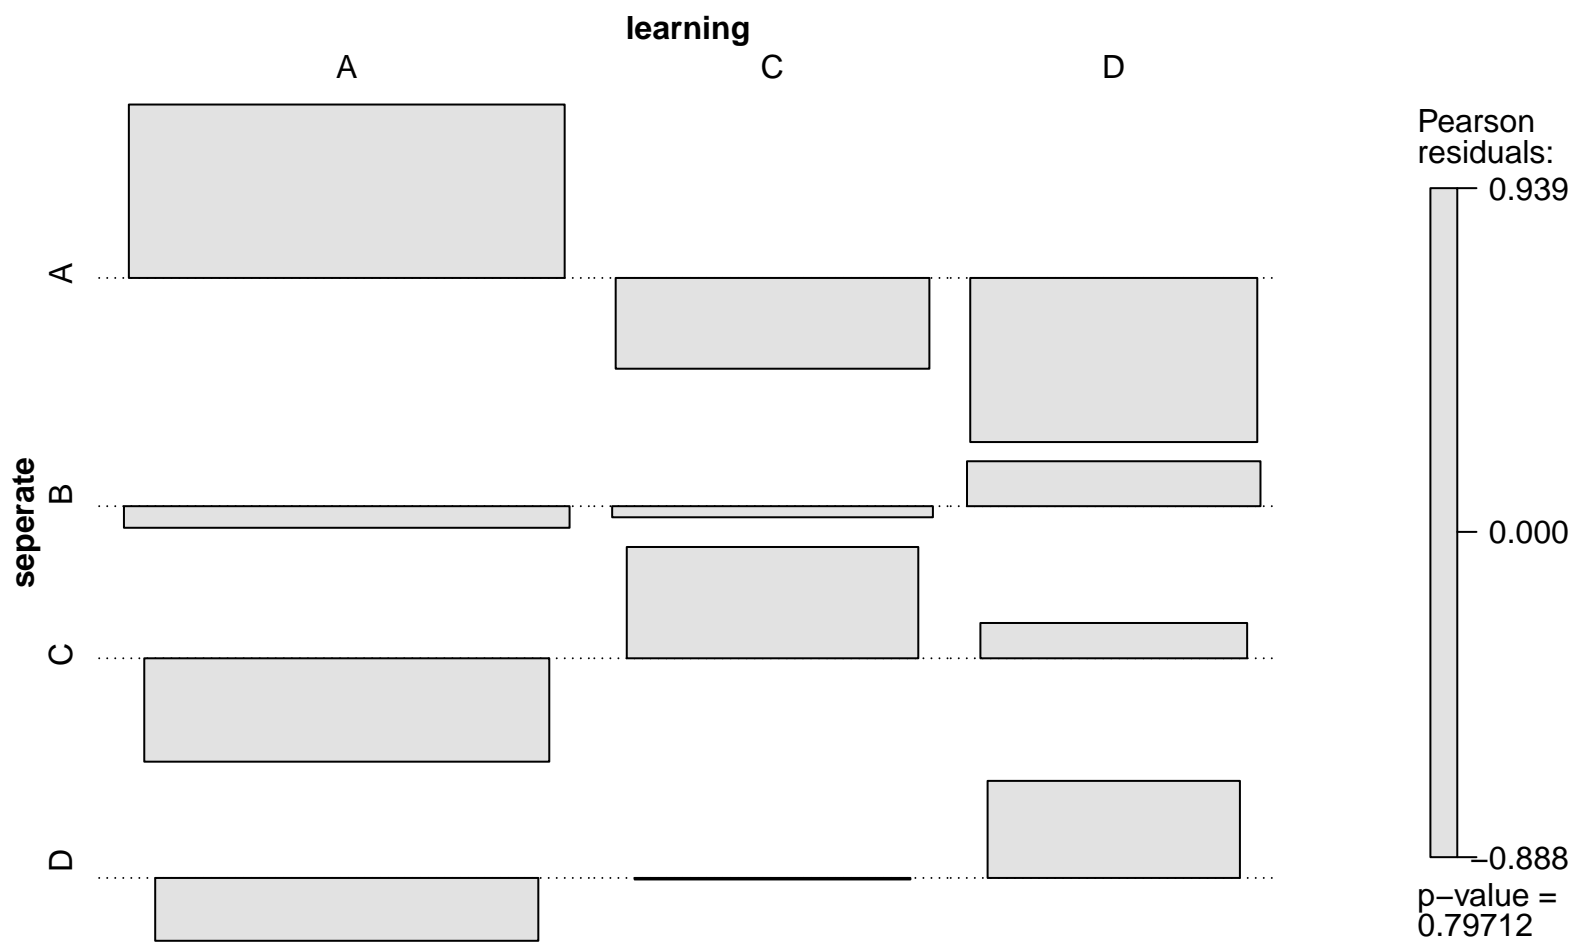 learning
A
C
D
seperate
A
B
C
D
Pearson
residuals:
0.939
0.000
−0.888
p−value =
0.79712